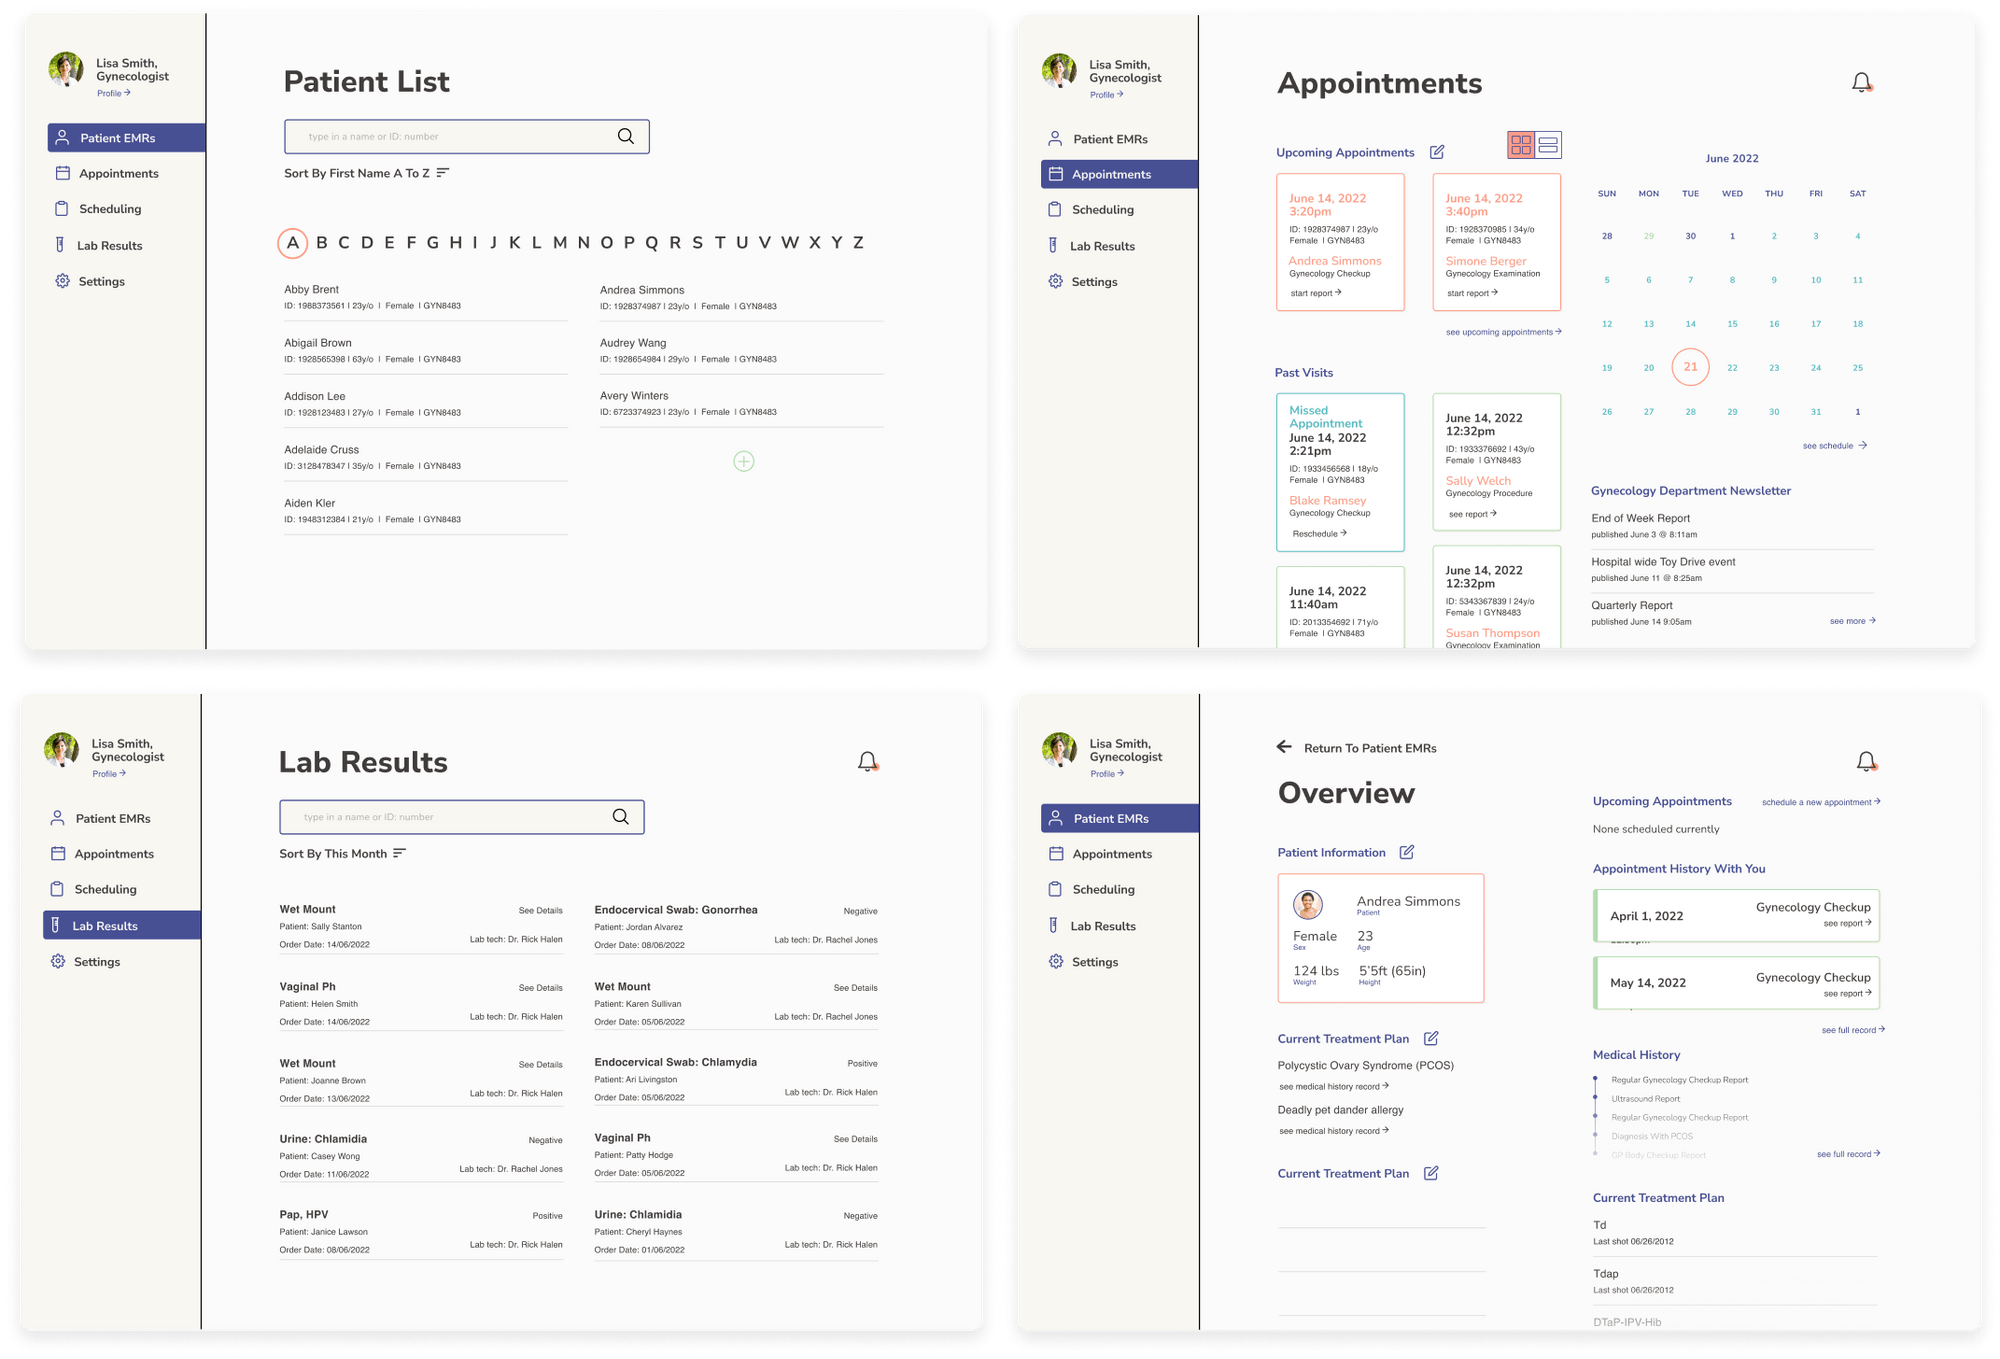 Lisa Smith,
Gynecologist
Profile
Patient EMRs
Appointments
Scheduling
Lab Results
Settings
Patient List
type in a name or ID: number
Sort By First Name A To Z
A B C D E F G H I J K L M N O P Q R S T U V W X Y Z
Abby Brent
ID: 1988373561 I 23y/o I Female I GYN8483
Abigail Brown
ID: 1928565398 I 63y/o I Female I GYN8483
Addison Lee
ID: 1928123483 I 27y/o I Female I GYN8483
Adelaide Cruss
ID: 3128478347 I 35y/o I Female I GYN8483
Aiden Kler
ID: 1948312384 I 21y/o I Female I GYN8483
Andrea Simmons
ID: 1928374987 I 23y/o I Female I GYN8483
Audrey Wang
ID: 1928654984 I 29y/o I Female I GYN8483
Avery Winters
ID: 6723374923 I 23y/o I Female I GYN8483
Lisa Smith,
Gynecologist
Profile
Patient EMRs
Appointments
Scheduling
Lab Results
Settings
Appointments
Upcoming Appointments
June 14, 2022
3:20pm
ID: 1928374987 I 23y/o
Female I GYN8483
Andrea Simmons
Gynecology Checkup
start report
June 14, 2022
3:40pm
ID: 1928370985 I 34y/o
Female I GYN8483
Simone Berger
Gynecology Examination
start report
see upcoming appointments
Past Visits
Missed
Appointment
June 14, 2022
2:21pm
ID: 1933456568 I 18y/o
Female I GYN8483
Blake Ramsey
Gynecology Checkup
Reschedule
June 14, 2022
11:40am
ID: 2013354692 I 71y/o
Female I GYN8483
June 14, 2022
12:32pm
ID: 1933376692 I 43y/o
Female I GYN8483
Sally Welch
Gynecology Procedure
see report
June 14, 2022
12:32pm
ID: 5343367839 I 24y/o
Female I GYN8483
Susan Thompson
Gynecology Examination
June 2022
SUN MON TUE WED THU FRI SAT
28 29 30 1 2 3 4
5 6 7 8 9 10 11
12 13 14 15 16 17 18
19 20 21 22 23 24 25
26 27 28 29 30 31 1
see schedule
Gynecology Department Newsletter
End of Week Report
published June 3 @ 8:11am
Hospital wide Toy Drive event
published June 11 @ 8:25am
Quarterly Report
published June 14 9:05am
see more
Lisa Smith,
Gynecologist
Profile
Patient EMRs
Appointments
Scheduling
Lab Results
Settings
Lab Results
type in a name or ID: number
Sort By This Month
Wet Mount See Details
Patient: Sally Stanton
Order Date: 14/06/2022 Lab tech: Dr. Rick Halen
Vaginal Ph See Details
Patient: Helen Smith
Order Date: 14/06/2022 Lab tech: Dr. Rick Halen
Wet Mount See Details
Patient: Joanne Brown
Order Date: 13/06/2022 Lab tech: Dr. Rick Halen
Urine: Chlamidia Negative
Patient: Casey Wong
Order Date: 11/06/2022 Lab tech: Dr. Rachel Jones
Pap, HPV Positive
Patient: Janice Lawson
Order Date: 08/06/2022 Lab tech: Dr. Rick Halen
Endocervical Swab: Gonorrhea Negative
Patient: Jordan Alvarez
Order Date: 08/06/2022 Lab tech: Dr. Rachel Jones
Wet Mount See Details
Patient: Karen Sullivan
Order Date: 05/06/2022 Lab tech: Dr. Rachel Jones
Endocervical Swab: Chlamydia Positive
Patient: Ari Livingston
Order Date: 05/06/2022 Lab tech: Dr. Rick Halen
Vaginal Ph See Details
Patient: Patty Hodge
Order Date: 05/06/2022 Lab tech: Dr. Rick Halen
Urine: Chlamidia Negative
Patient: Cheryl Haynes
Order Date: 01/06/2022 Lab tech: Dr. Rick Halen
Lisa Smith,
Gynecologist
Profile
Patient EMRs
Appointments
Scheduling
Lab Results
Settings
Return To Patient EMRs
Overview
Patient Information
Andrea Simmons
Patient
Female 23
Sex Age
124 lbs 5'5ft (65in)
Weight Height
Current Treatment Plan
Polycystic Ovary Syndrome (PCOS)
see medical history record
Deadly pet dander allergy
see medical history record
Current Treatment Plan
Upcoming Appointments schedule a new appointment
None scheduled currently
Appointment History With You
April 1, 2022 Gynecology Checkup
see report
May 14, 2022 Gynecology Checkup
see report
see full record
Medical History
Regular Gynecology Checkup Report
Ultrasound Report
Regular Gynecology Checkup Report
Diagnosis With PCOS
GP Body Checkup Report see full record
Current Treatment Plan
Td
Last shot 06/26/2012
Tdap
Last shot 06/26/2012
DTaP-IPV-Hib